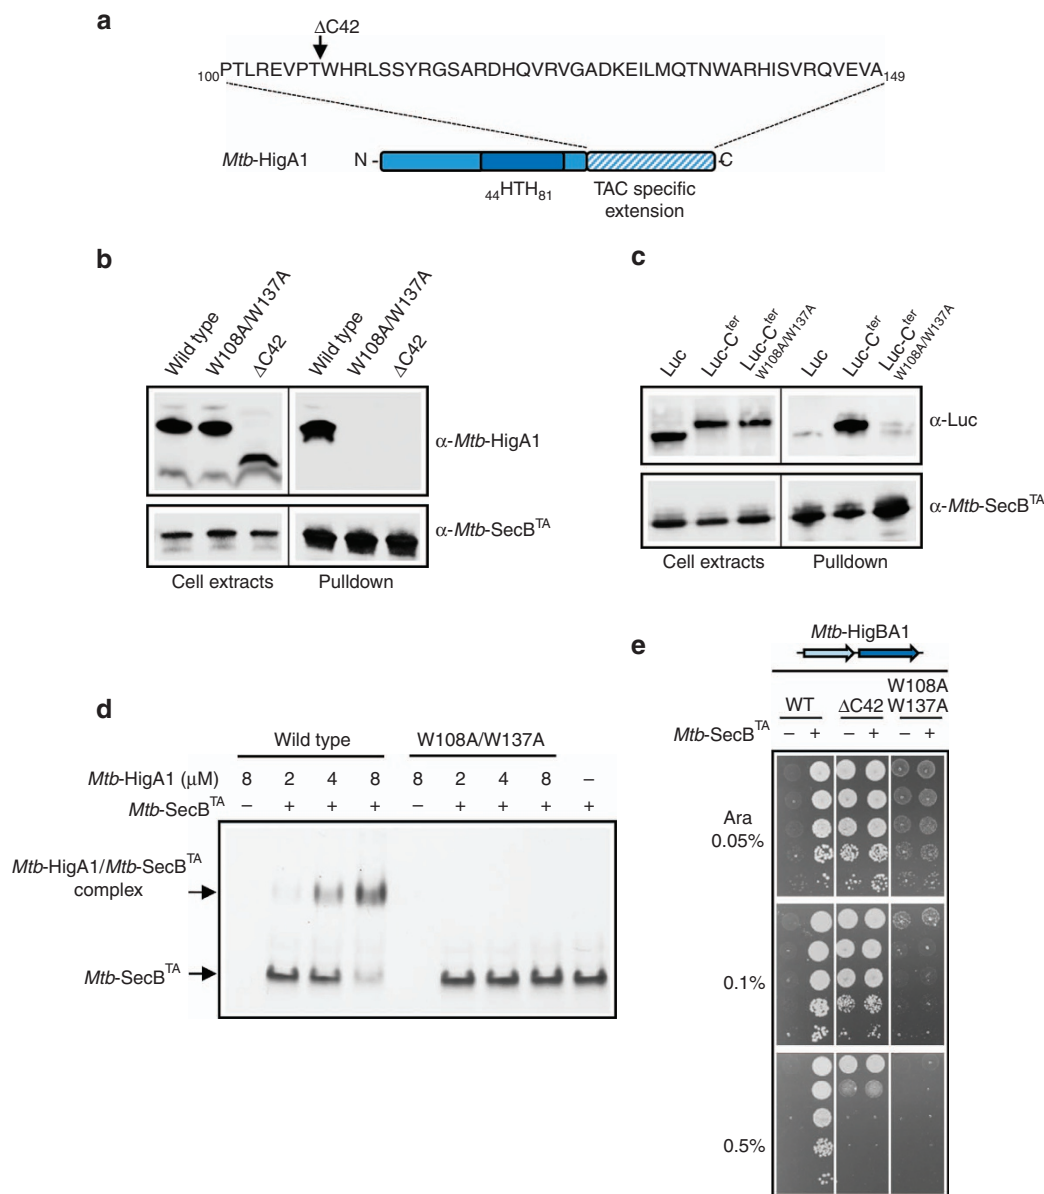 a
ΔC42
100PTLREVPTWHRLSSYRGSARDHQVRVGADKEILMQTNWARHISVRQVEVA149
Mtb-HigA1
N
C
44HTH81
TAC specific
extension
b
Wild type
W108A/W137A
ΔC42
Wild type
W108A/W137A
ΔC42
α-Mtb-HigA1
α-Mtb-SecBTA
Cell extracts
Pulldown
c
Luc
Luc-Cter
Luc-Cter
W108A/W137A
Luc
Luc-Cter
Luc-Cter
W108A/W137A
α-Luc
α-Mtb-SecBTA
Cell extracts
Pulldown
d
Wild type
W108A/W137A
Mtb-HigA1 (μM) 8 2 4 8 8 2 4 8 –
Mtb-SecBTA – + + + – + + + +
Mtb-HigA1/Mtb-SecBTA
complex
Mtb-SecBTA
e
Mtb-HigBA1
WT
ΔC42
W108A
W137A
Mtb-SecBTA – + – + – +
Ara
0.05%
0.1%
0.5%